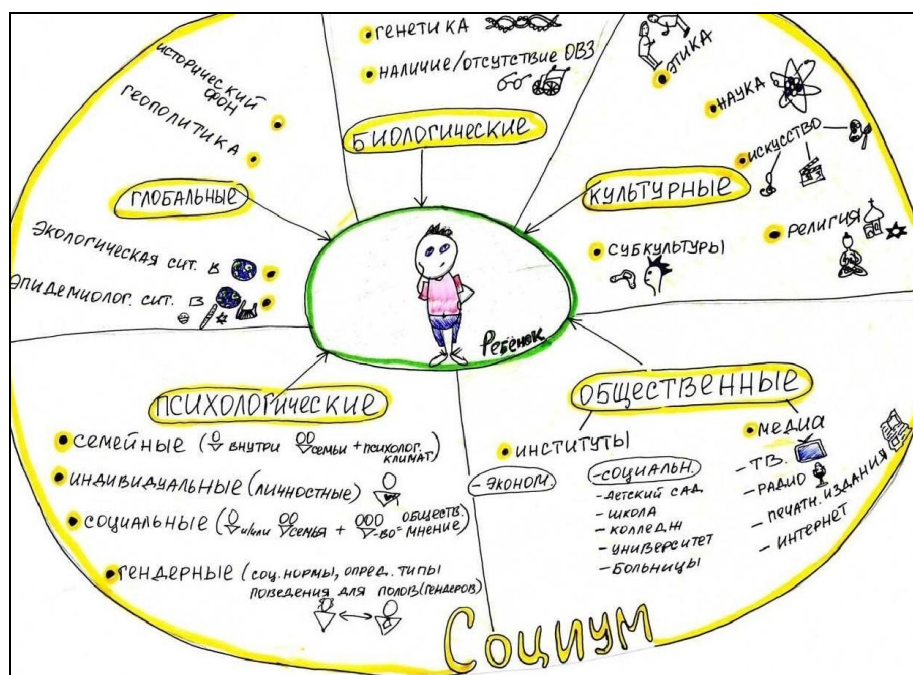 ИСТОРИЧЕСКИЙ
ФОН
ГЕОПОЛИТИКА
ГЛОБАЛЬНЫЕ
ЭКОЛОГИЧЕСКАЯ СИТ. В
ЭПИДЕМИОЛОГ. СИТ. В
ГЕНЕТИКА
НАЛИЧИЕ/ОТСУТСТВИЕ ОВЗ
БИОЛОГИЧЕСКИЕ
ЭТИКА
НАУКА
ИСКУССТВО
КУЛЬТУРНЫЕ
РЕЛИГИЯ
СУБКУЛЬТУРЫ
Ребёнок
ПСИХОЛОГИЧЕСКИЕ
СЕМЕЙНЫЕ (ВНУТРИ СЕМЬИ + ПСИХОЛОГ.
КЛИМАТ)
ИНДИВИДУАЛЬНЫЕ (ЛИЧНОСТНЫЕ)
СОЦИАЛЬНЫЕ (и/или СЕМЬЯ + -ВО = ОБЩЕСТВ.
МНЕНИЕ)
ГЕНДЕРНЫЕ (СОЦ. НОРМЫ, ОПРЕД. ТИПЫ
ПОВЕДЕНИЯ ДЛЯ ПОЛОВ (ГЕНДЕРОВ)
ОБЩЕСТВЕННЫЕ
ИНСТИТУТЫ
- ЭКОНОМ.
- СОЦИАЛЬН.
- ДЕТСКИЙ САД
- ШКОЛА
- КОЛЛЕДЖ
- УНИВЕРСИТЕТ
- БОЛЬНИЦЫ
МЕДИА
- ТВ.
- РАДИО
- ПЕЧАТН. ИЗДАНИЯ
- ИНТЕРНЕТ
СОЦИУМ